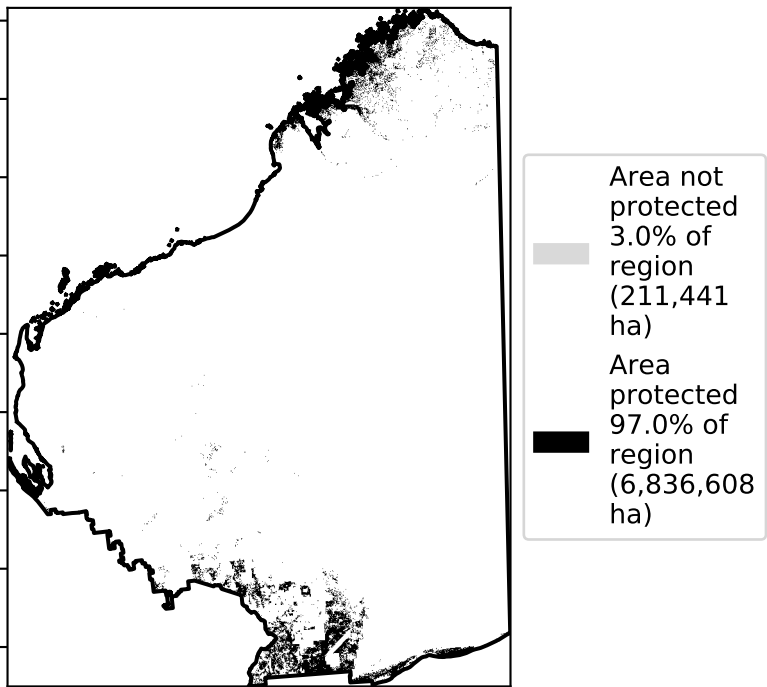 Area not
protected
3.0% of
region
(211,441
ha)
Area
protected
97.0% of
region
(6,836,608
ha)